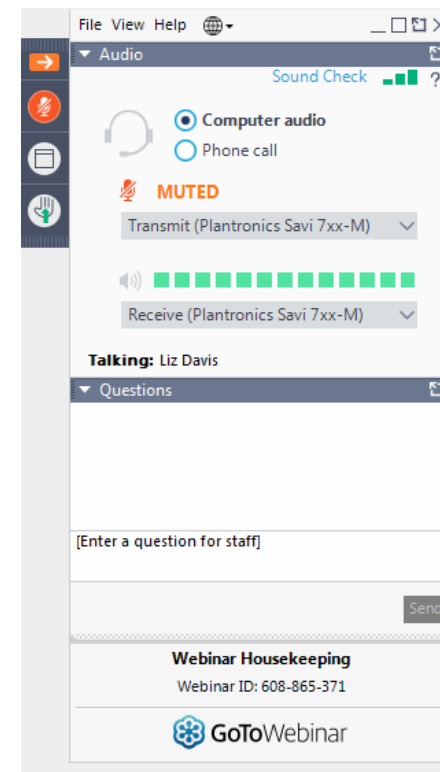 File View Help
Audio
Sound Check
?
Computer audio
Phone call
MUTED
Transmit (Plantronics Savi 7xx-M)
Receive (Plantronics Savi 7xx-M)
Talking: Liz Davis
Questions
[Enter a question for staff]
Send
Webinar Housekeeping
Webinar ID: 608-865-371
GoToWebinar